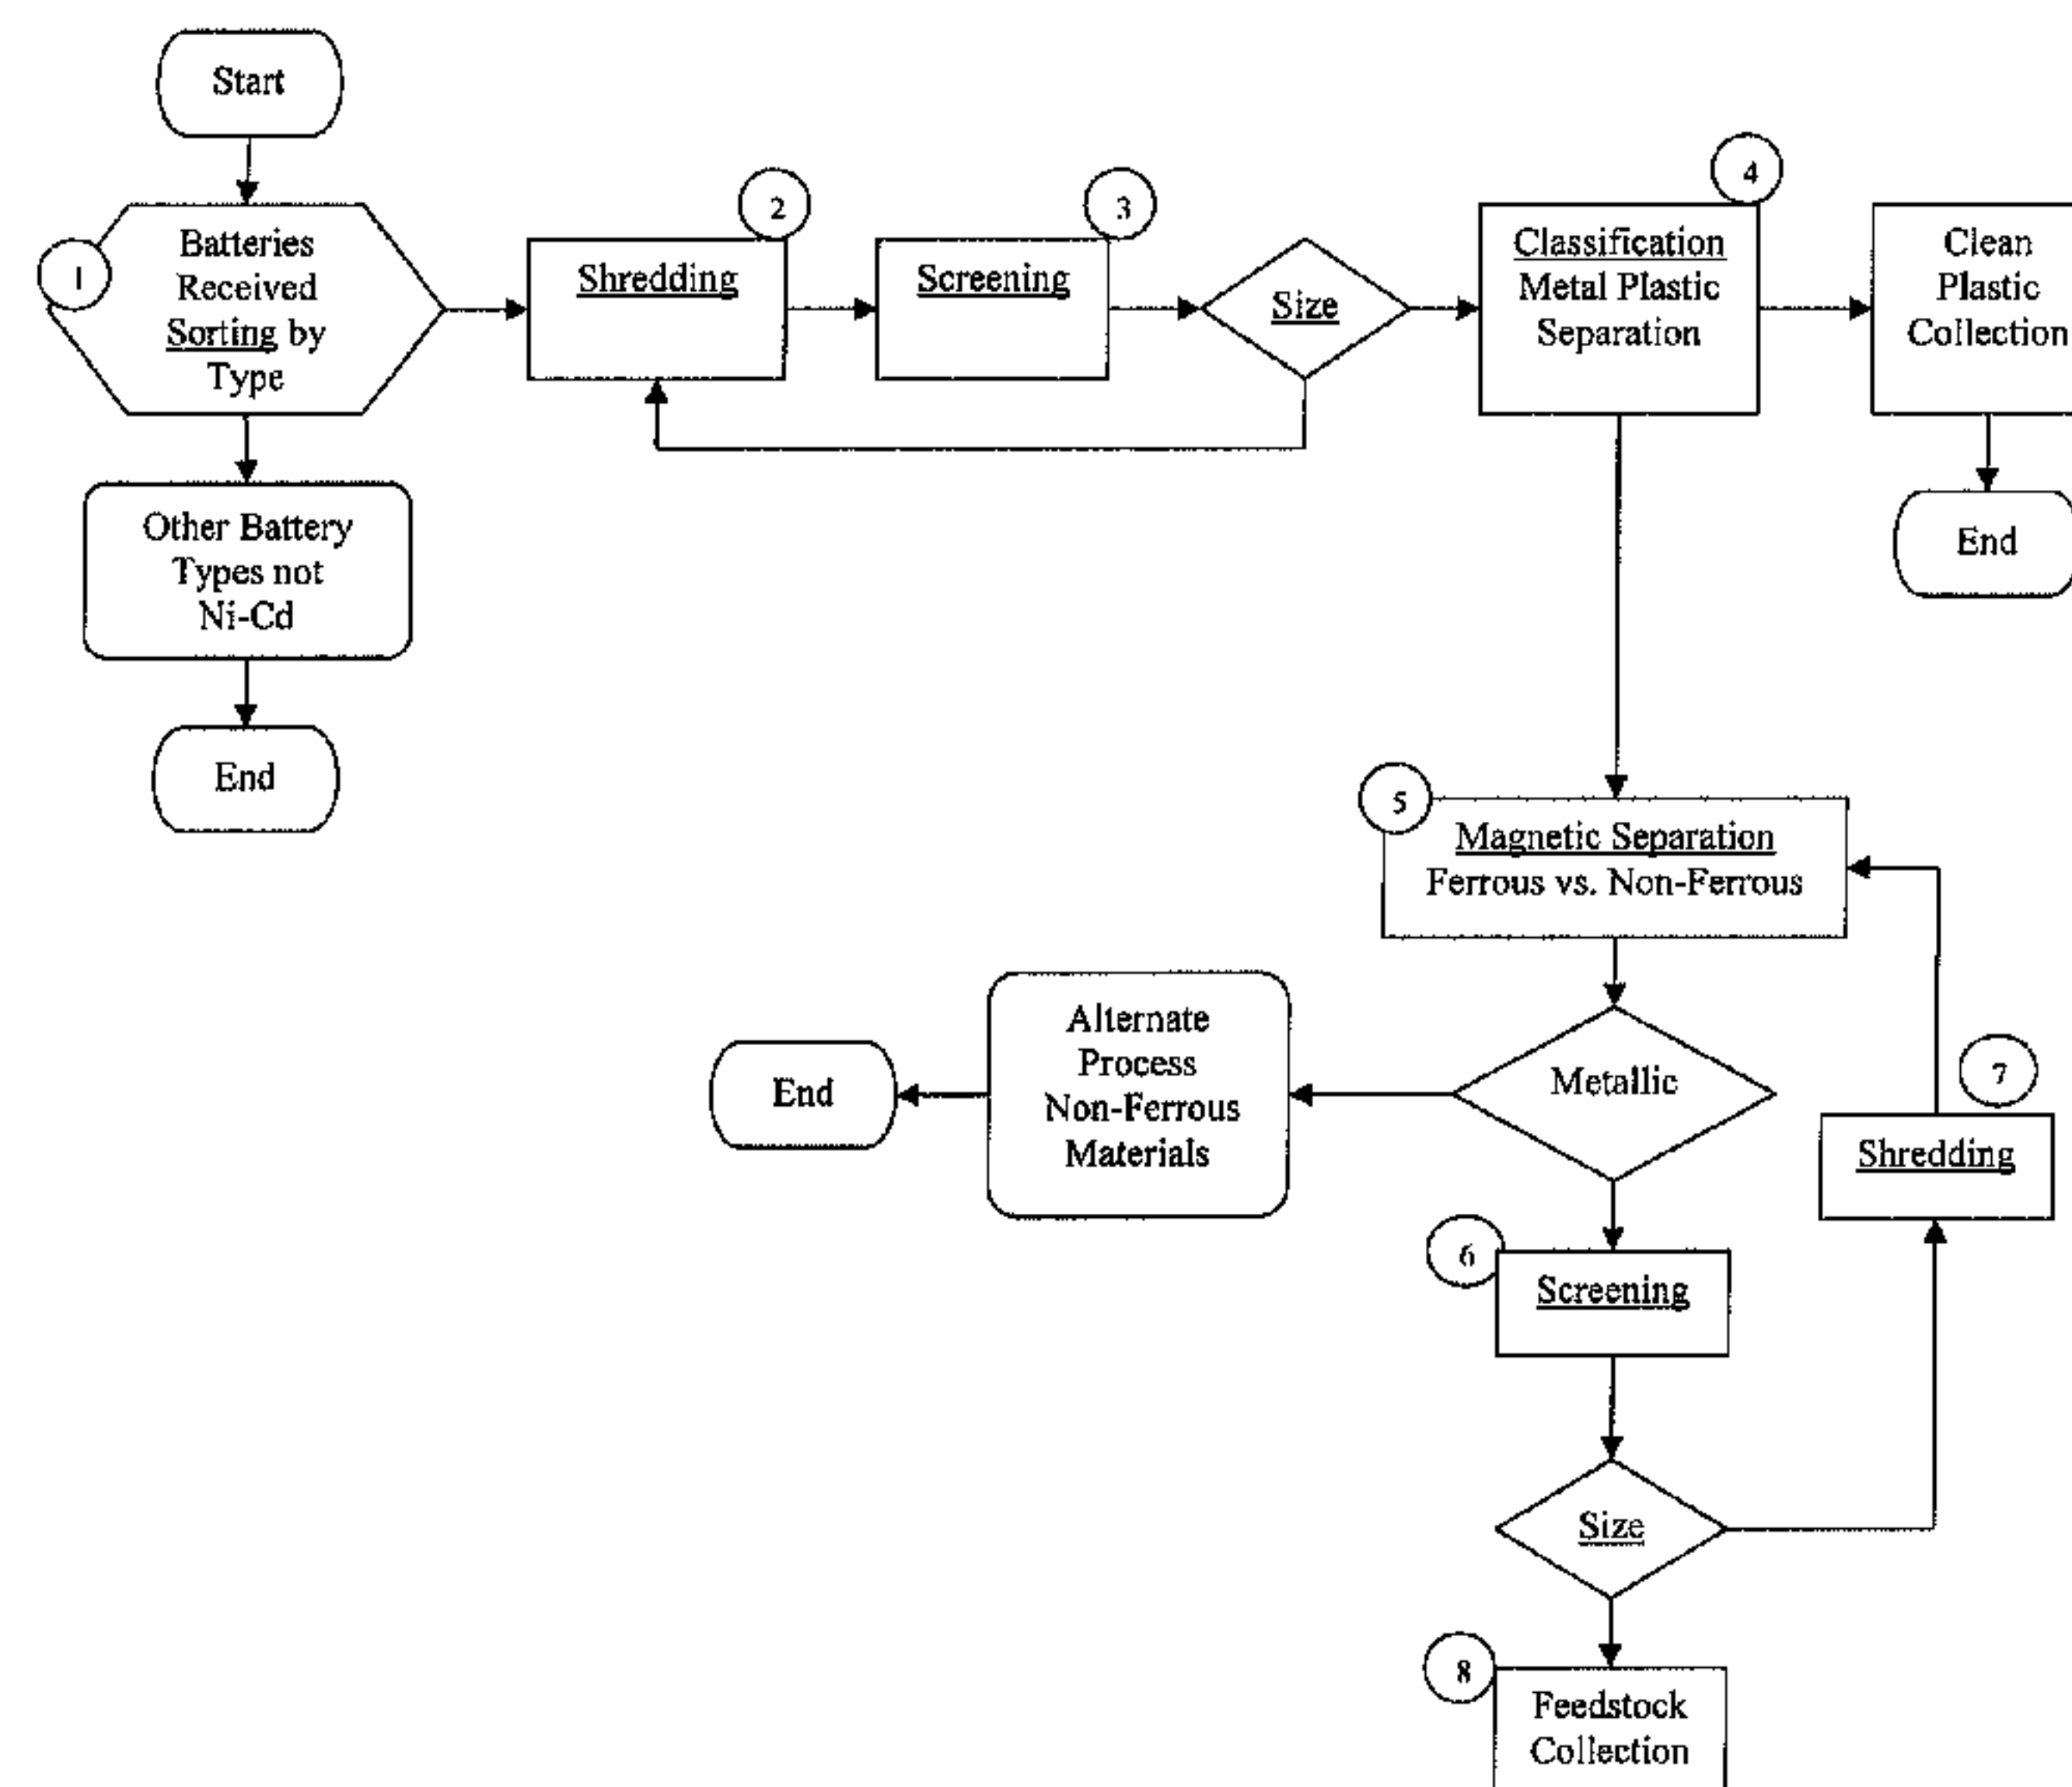 Start
1
Batteries
Received
Sorting by
Type
2
Shredding
3
Screening
Size
4
Classification
Metal Plastic
Separation
Clean
Plastic
Collection
End
Other Battery
Types not
Ni-Cd
End
5
Magnetic Separation
Ferrous vs. Non-Ferrous
Metallic
Alternate
Process
Non-Ferrous
Materials
End
7
Shredding
6
Screening
Size
8
Feedstock
Collection